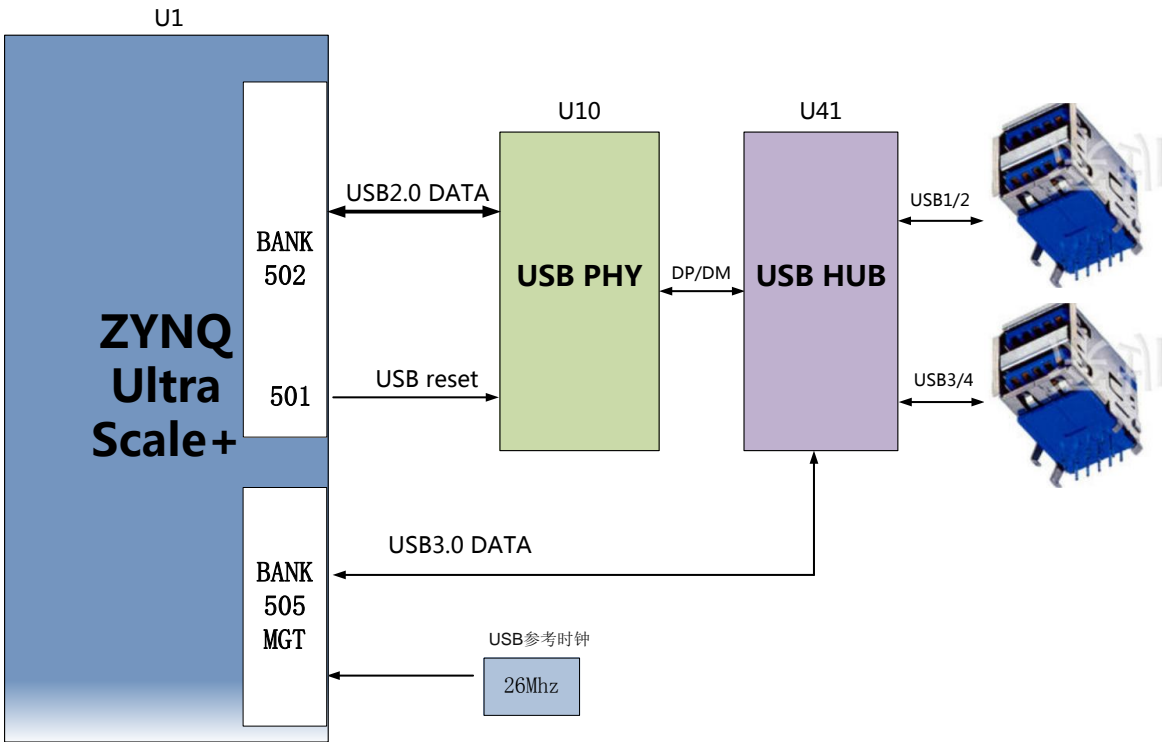 U1
ZYNQ
Ultra
Scale+
BANK
502
501
BANK
505
MGT
USB2.0 DATA
USB reset
USB3.0 DATA
USB参考时钟
26Mhz
U10
USB PHY
DP/DM
U41
USB HUB
USB1/2
USB3/4